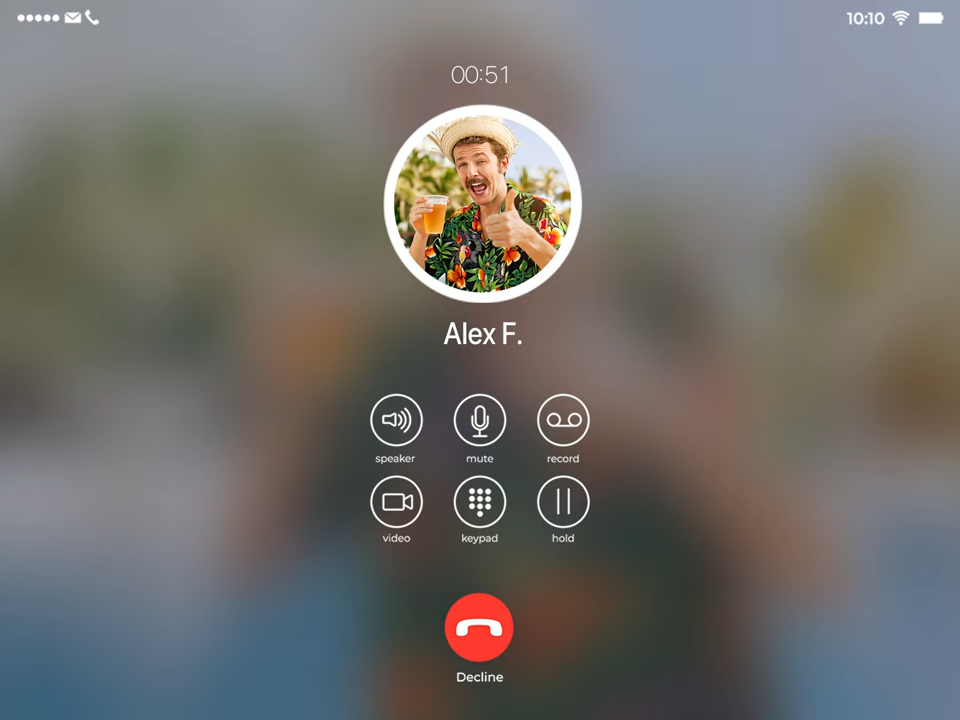 10:10
00:51
Alex F.
speaker mute record
video keypad hold
Decline